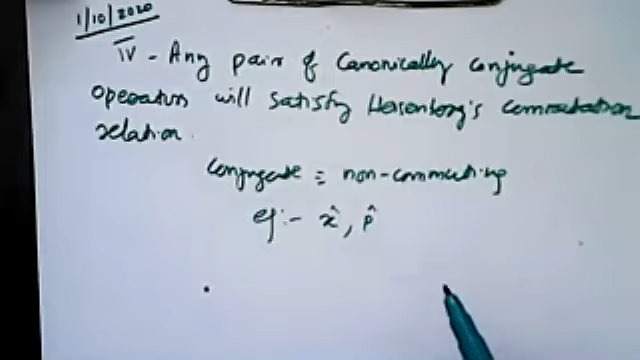 1/10/2020
IV - Any pair of Canonically Conjugate
Operators will satisfy Heisenberg's Commutation
relation.
Conjugate = non-commuting
eg:- x̂, p̂